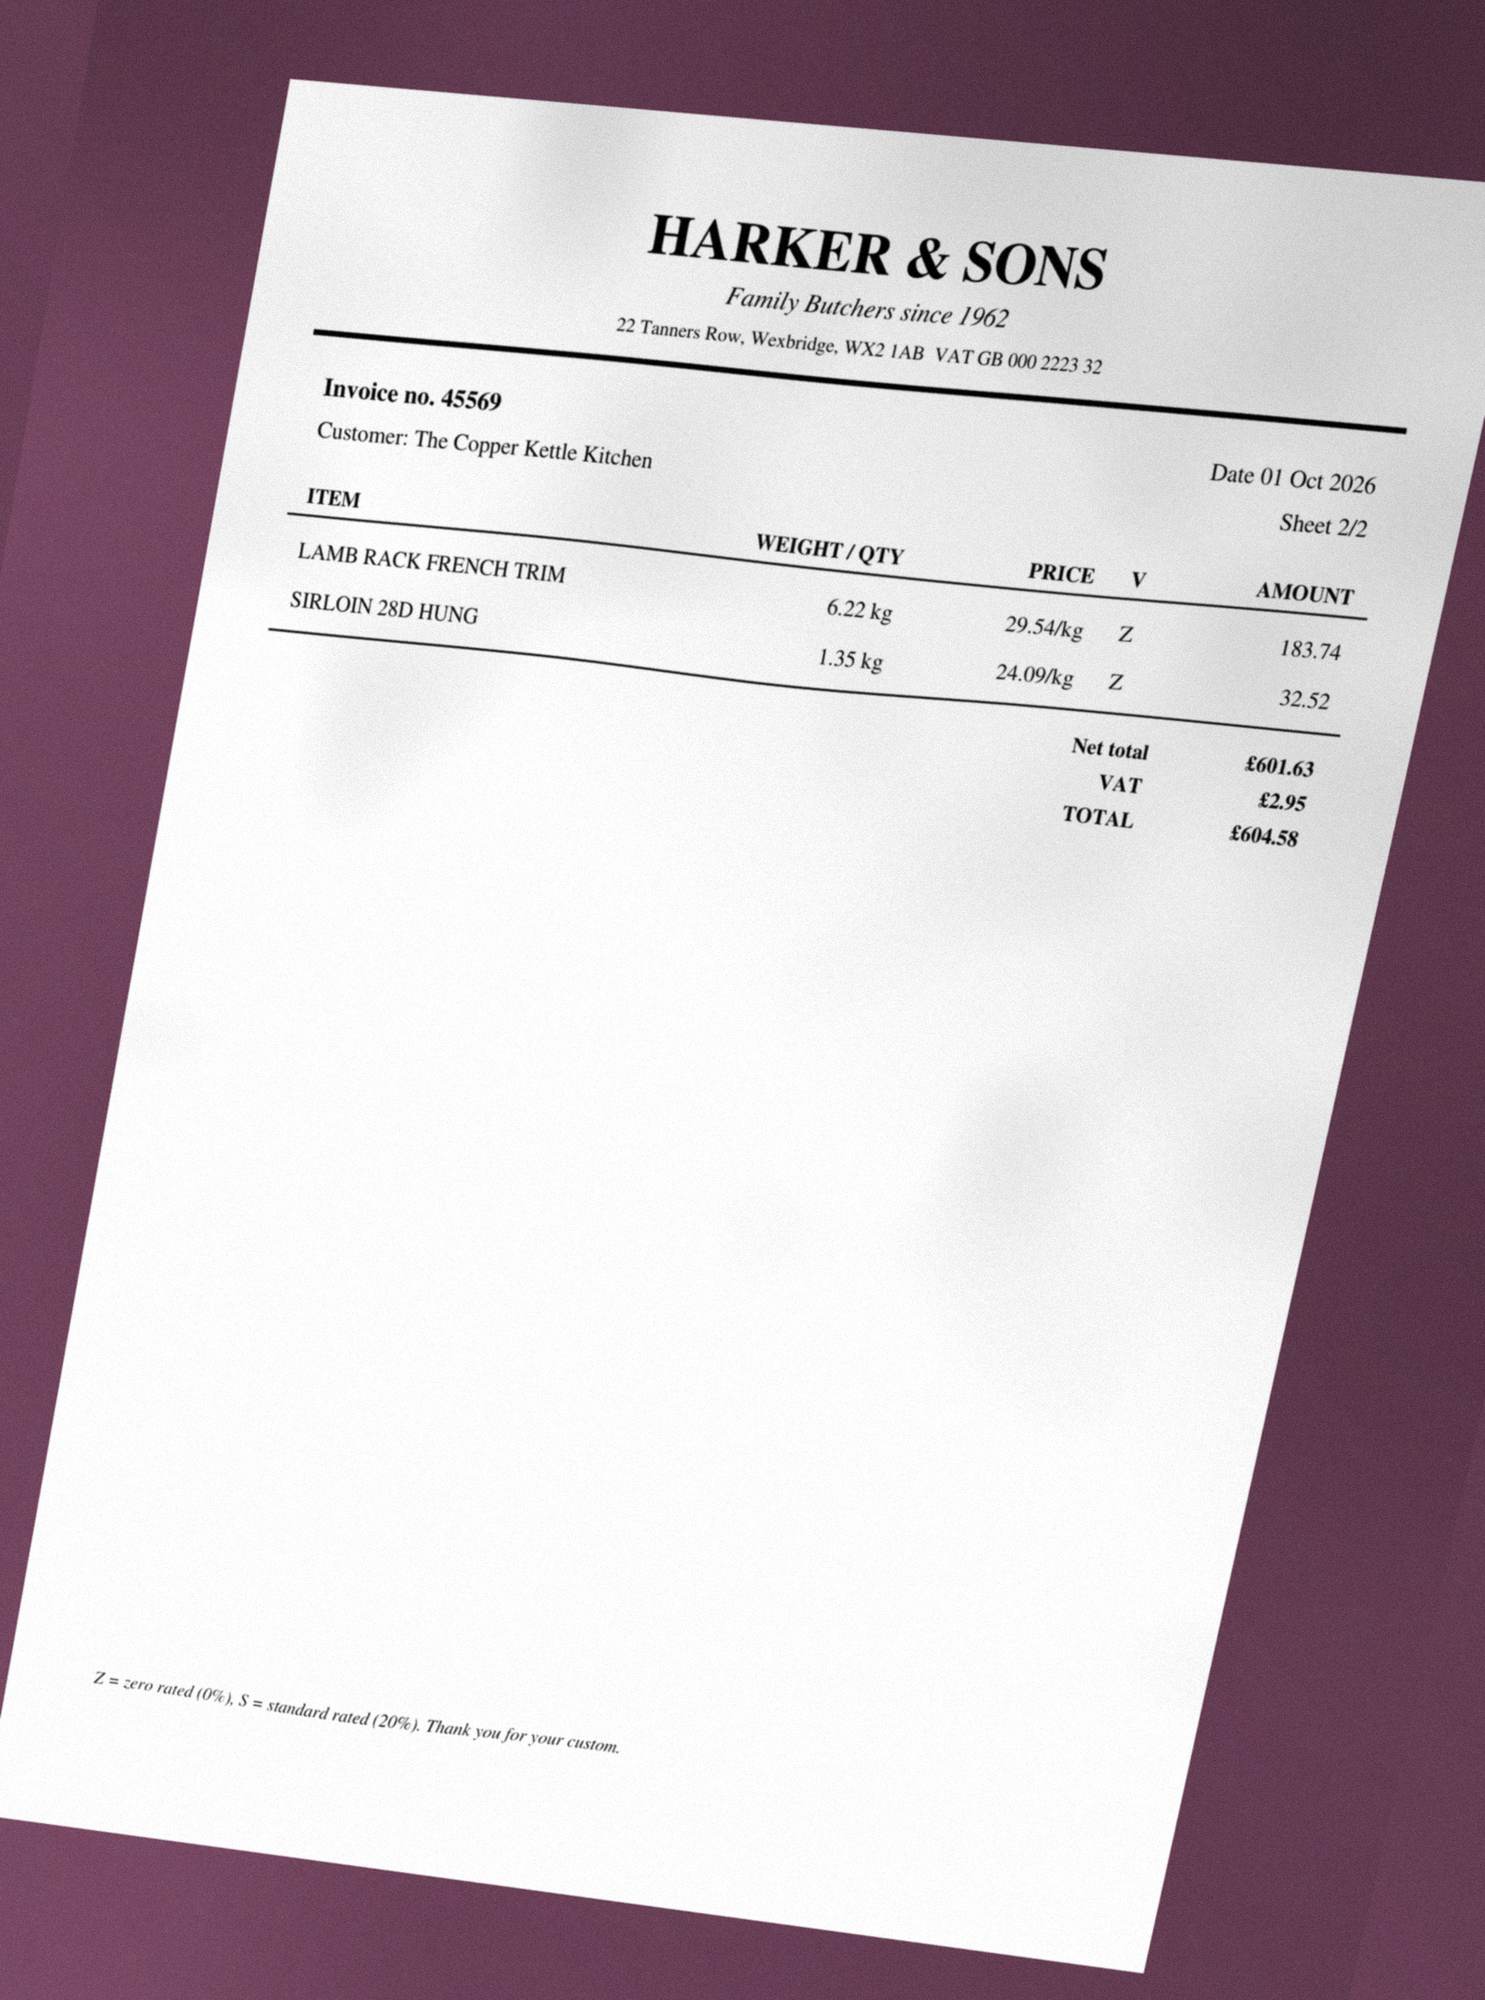 HARKER & SONS
Family Butchers since 1962
22 Tanners Row, Wexbridge, WX2 1AB VAT GB 000 2223 32
Invoice no. 45569
Date 01 Oct 2026
Customer: The Copper Kettle Kitchen
Sheet 2/2
ITEM WEIGHT / QTY PRICE V AMOUNT
LAMB RACK FRENCH TRIM 6.22 kg 29.54/kg Z 183.74
SIRLOIN 28D HUNG 1.35 kg 24.09/kg Z 32.52
Net total £601.63
VAT £2.95
TOTAL £604.58
Z = zero rated (0%), S = standard rated (20%). Thank you for your custom.